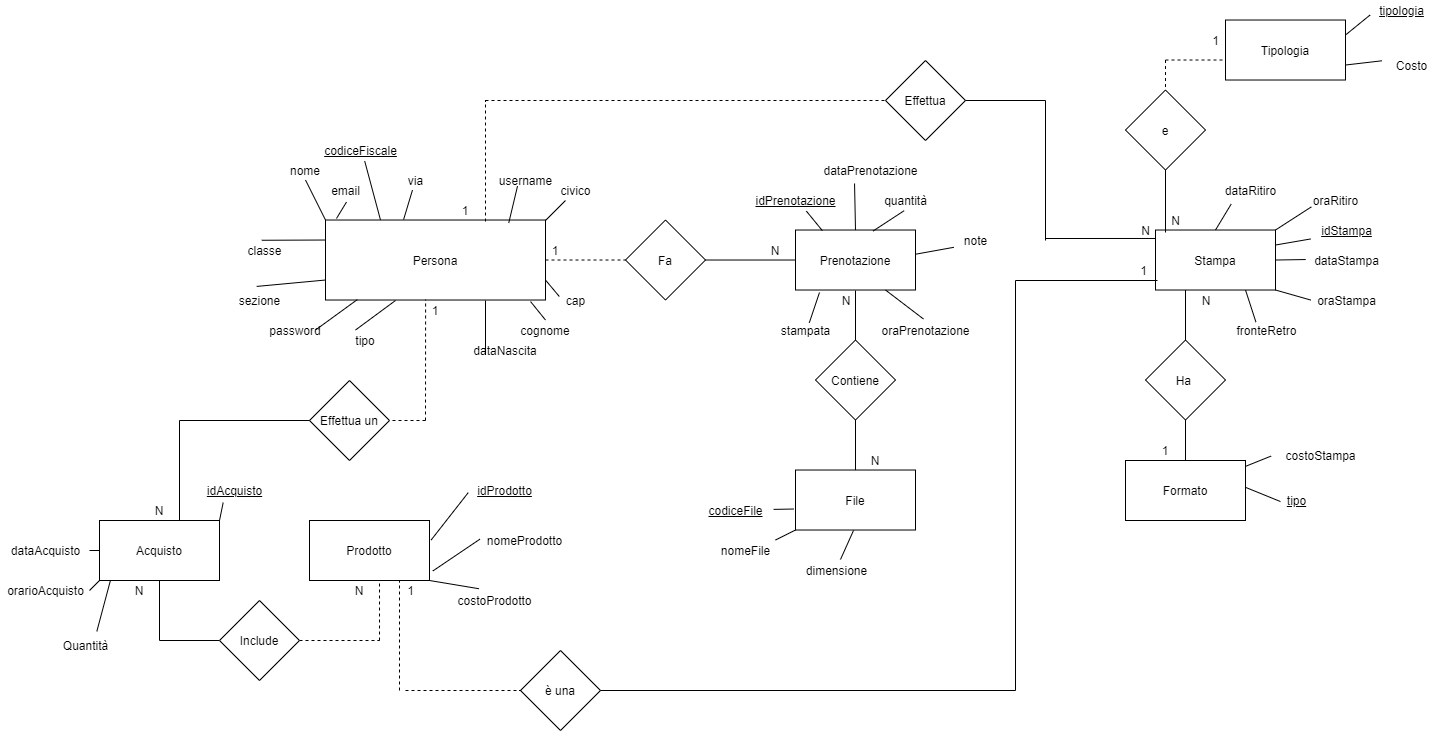 tipologia
1
Tipologia
Costo
Effettua
e
codiceFiscale
nome
email
via
username
civico
1
dataPrenotazione
idPrenotazione
quantità
dataRitiro
oraRitiro
N
N
idStampa
classe
Persona
1
Fa
N
Prenotazione
note
1
Stampa
dataStampa
sezione
cap
N
N
oraStampa
password
tipo
1
cognome
dataNascita
stampata
oraPrenotazione
fronteRetro
Contiene
Ha
Effettua un
N
1
costoStampa
idAcquisto
idProdotto
File
Formato
tipo
N
codiceFile
dataAcquisto
Acquisto
Prodotto
nomeProdotto
nomeFile
dimensione
orarioAcquisto
N
N
1
costoProdotto
Quantità
Include
è una